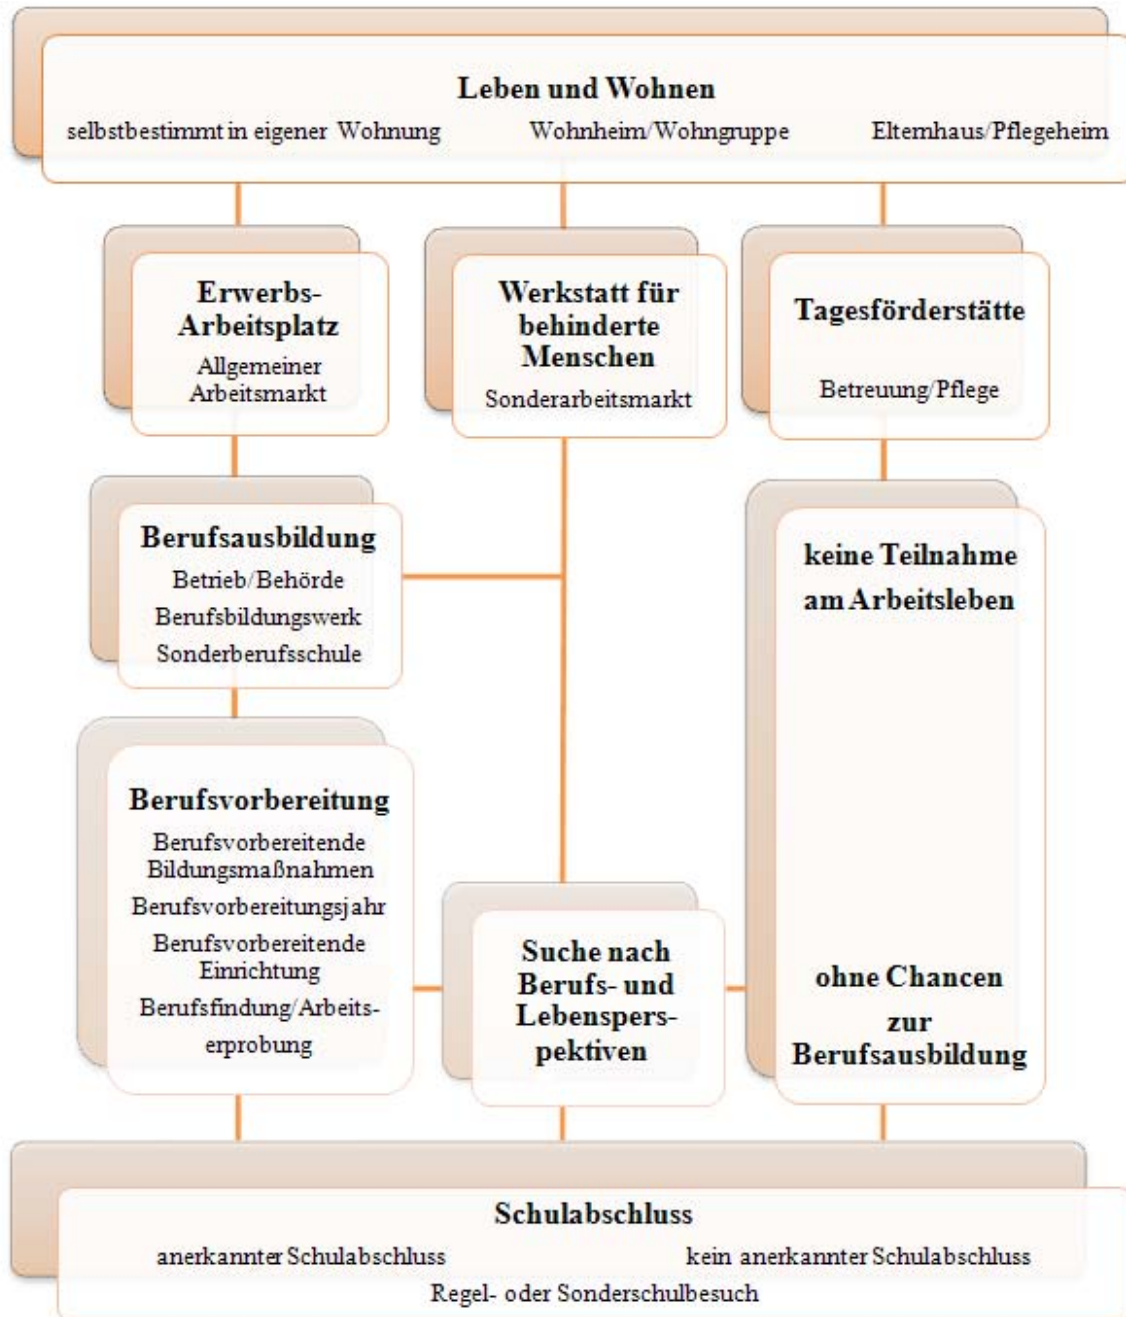 Leben und Wohnen
selbstbestimmt in eigener Wohnung Wohnheim/Wohngruppe Elternhaus/Pflegeheim
Erwerbs-
Arbeitsplatz
Allgemeiner
Arbeitsmarkt
Werkstatt für
behinderte
Menschen
Sonderarbeitsmarkt
Tagesförderstätte
Betreuung/Pflege
Berufsausbildung
Betrieb/Behörde
Berufsbildungswerk
Sonderberufsschule
keine Teilnahme
am Arbeitsleben
ohne Chancen
zur
Berufsausbildung
Berufsvorbereitung
Berufsvorbereitende
Bildungsmaßnahmen
Berufsvorbereitungsjahr
Berufsvorbereitende
Einrichtung
Berufsfindung/Arbeits-
erprobung
Suche nach
Berufs- und
Lebenspers-
pektiven
Schulabschluss
anerkannter Schulabschluss kein anerkannter Schulabschluss
Regel- oder Sonderschulbesuch